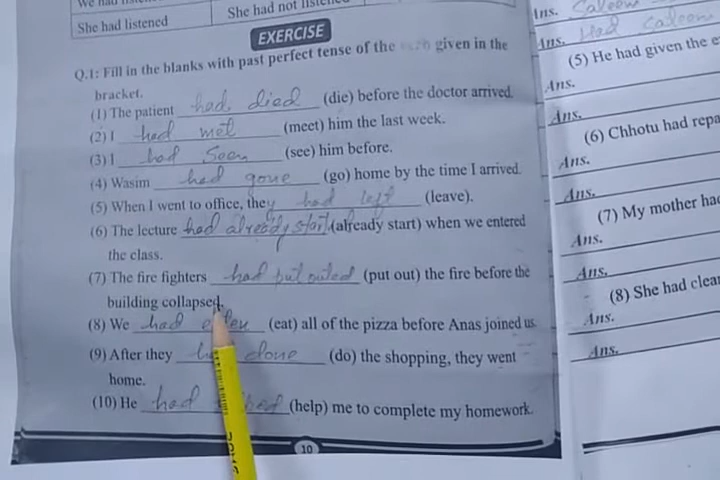 She had listened
She had not
EXERCISE
Q.1: Fill in the blanks with past perfect tense of the given in the
bracket.
(1) The patient had died (die) before the doctor arrived.
(2) I had met (meet) him the last week.
(3) I had seen (see) him before.
(4) Wasim had gone (go) home by the time I arrived.
(5) When I went to office, they had left (leave).
(6) The lecture had already start (already start) when we entered
the class.
(7) The fire fighters had put outed (put out) the fire before the
building collapsed.
(8) We had (eat) all of the pizza before Anas joined us.
(9) After they done (do) the shopping, they went
home.
(10) He had (help) me to complete my homework.
10
Ans.
Ans. Had
(5) He had given the
Ans.
Ans.
(6) Chhotu had
Ans.
Ans.
(7) My mother
Ans.
Ans.
(8) She had
Ans.
Ans.